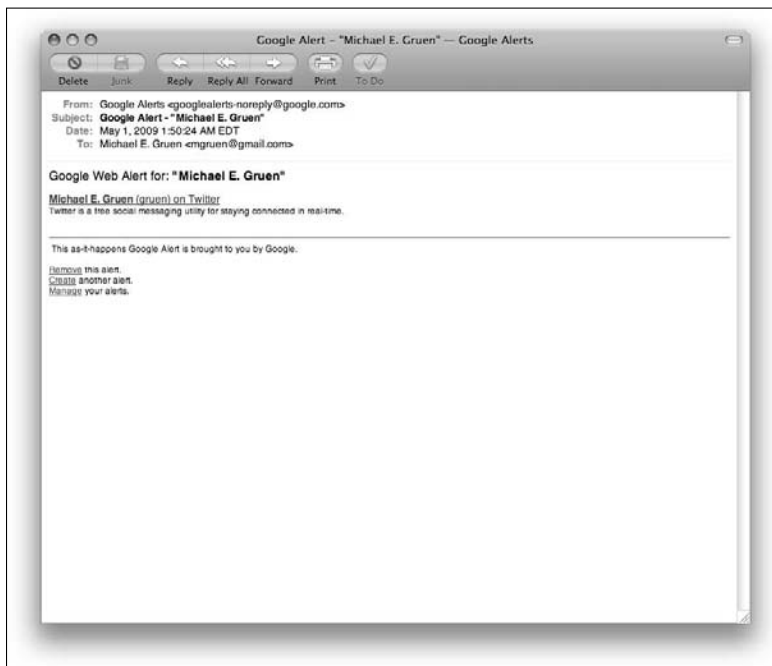 Google Alert – "Michael E. Gruen" — Google Alerts
Delete Junk Reply Reply All Forward Print To Do
From: Google Alerts <googlealerts-noreply@google.com>
Subject: Google Alert - "Michael E. Gruen"
Date: May 1, 2009 1:50:24 AM EDT
To: Michael E. Gruen <mgruen@gmail.com>
Google Web Alert for: "Michael E. Gruen"
Michael E. Gruen (gruen) on Twitter
Twitter is a free social messaging utility for staying connected in real-time.
This as-it-happens Google Alert is brought to you by Google.
Remove this alert.
Create another alert.
Manage your alerts.